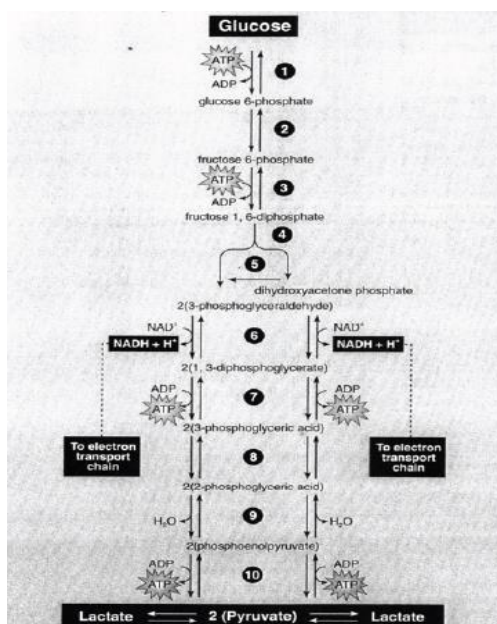 Glucose
ATP
ADP
1
glucose 6-phosphate
2
fructose 6-phosphate
ATP
ADP
3
fructose 1, 6-diphosphate
4
5
dihydroxyacetone phosphate
2(3-phosphoglyceraldehyde)
NAD⁺ 6 NAD⁺
NADH + H⁺ NADH + H⁺
2(1, 3-diphosphoglycerate)
ADP 7 ADP
ATP ATP
2(3-phosphoglyceric acid)
To electron
transport
chain
8
To electron
transport
chain
2(2-phosphoglyceric acid)
H₂O 9 H₂O
2(phosphoenolpyruvate)
ADP 10 ADP
ATP ATP
Lactate 2 (Pyruvate) Lactate